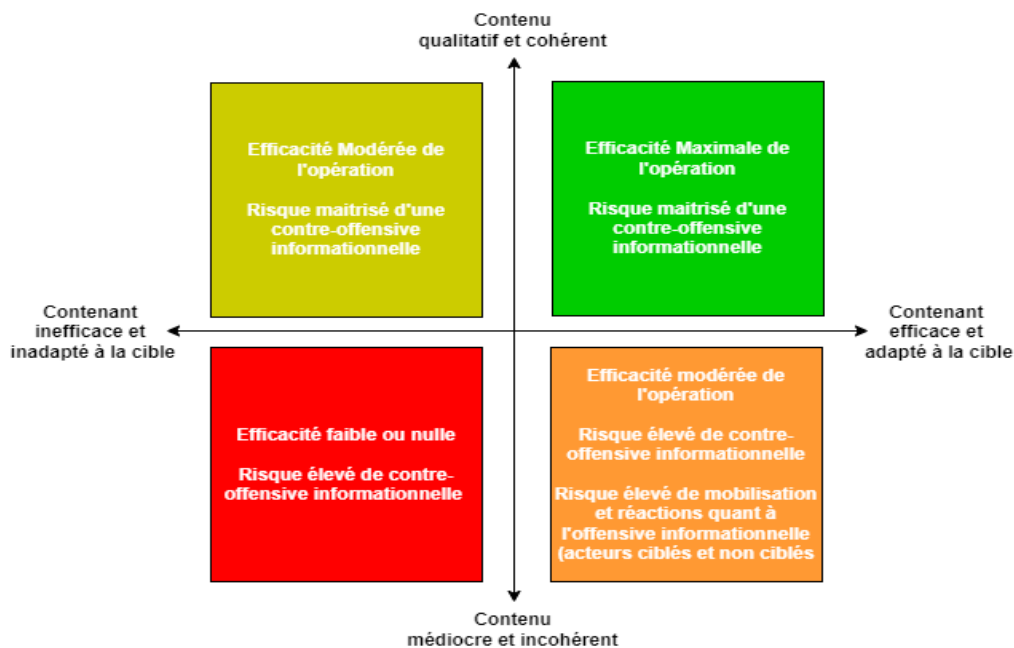 Contenu
qualitatif et cohérent
Efficacité Modérée de
l'opération
Risque maitrisé d'une
contre-offensive
informationnelle
Efficacité Maximale de
l'opération
Risque maitrisé d'une
contre-offensive
informationnelle
Contenant
inefficace et
inadapté à la cible
Contenant
efficace et
adapté à la cible
Efficacité faible ou nulle
Risque élevé de contre-
offensive informationnelle
Efficacité modérée de
l'opération
Risque élevé de contre-
offensive informationnelle
Risque élevé de mobilisation
et réactions quant à
l'offensive informationnelle
(acteurs ciblés et non ciblés
Contenu
médiocre et incohérent